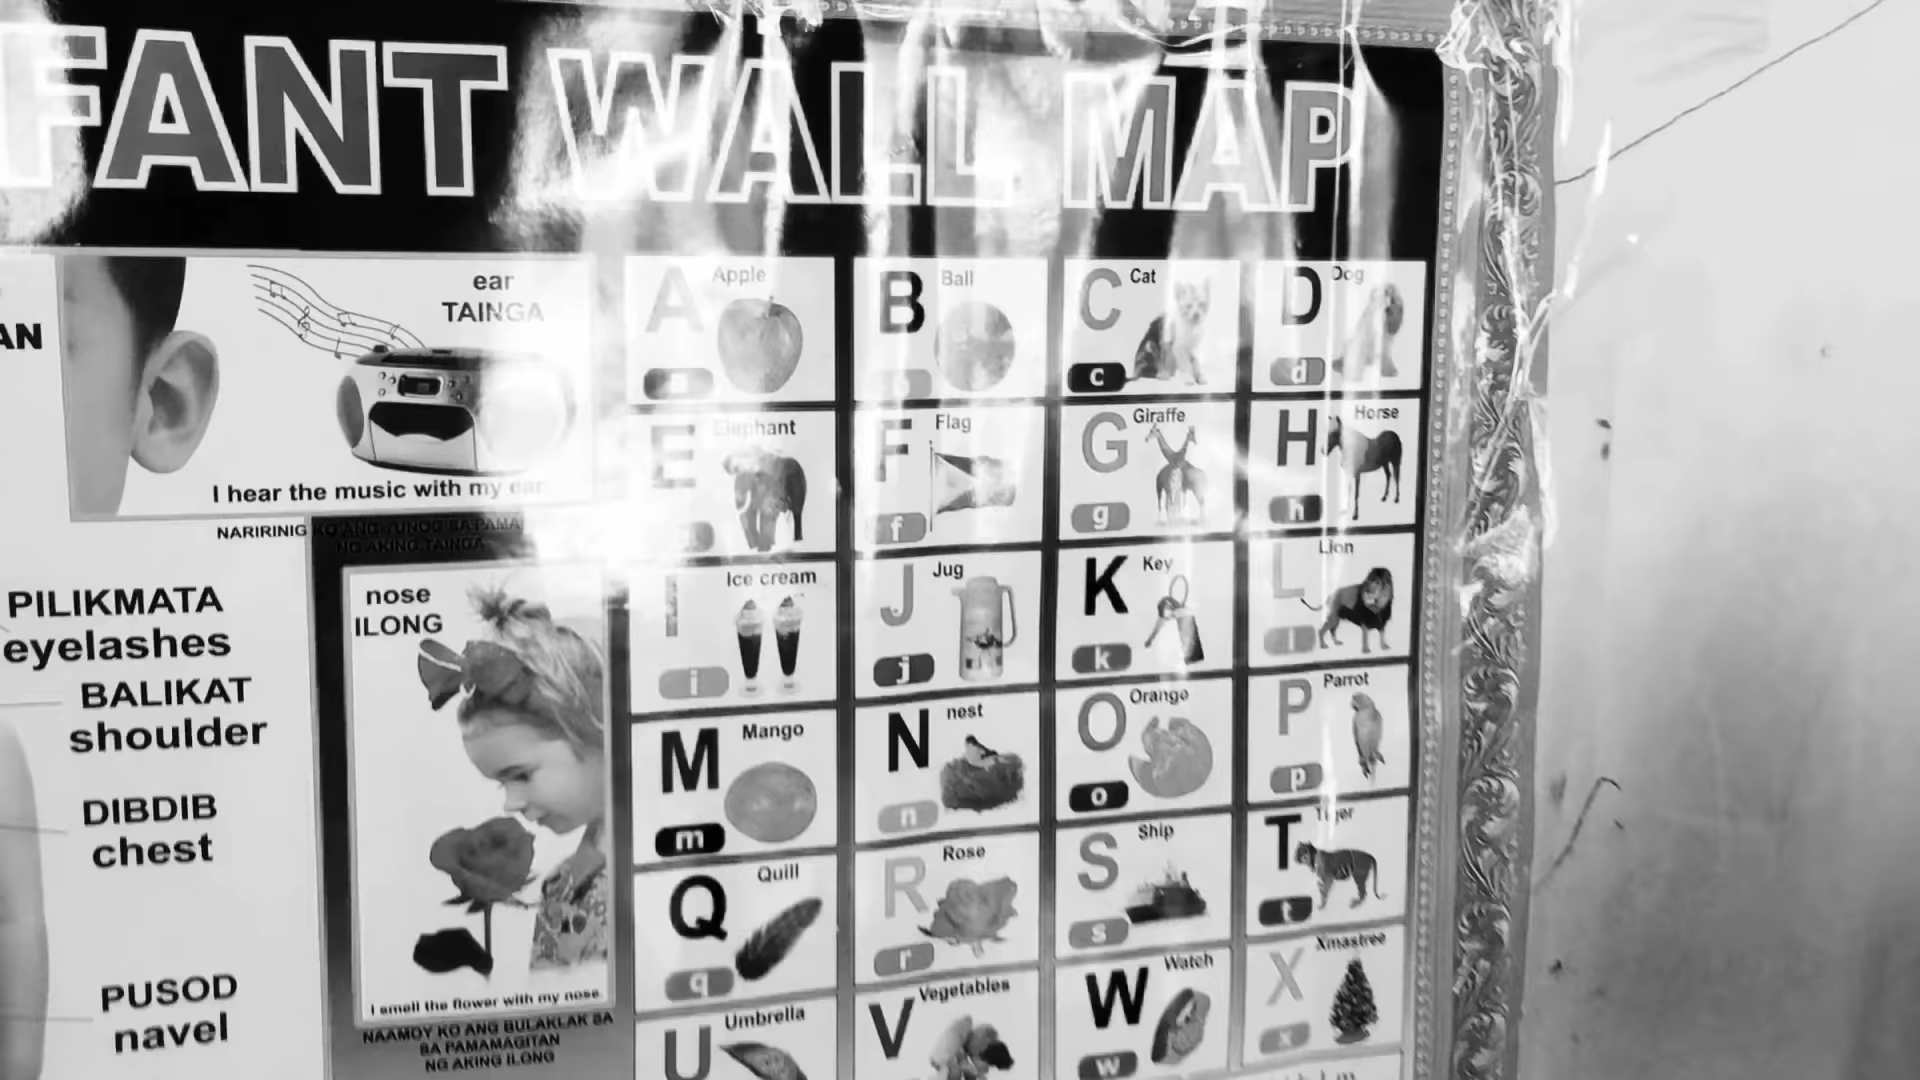 FANT WALL MAP
AN
ear
TAINGA
I hear the music with my ear
NARIRINIG KO ANG TUNOG SA PAMA
NG AKING TAINGA
PILIKMATA
eyelashes
BALIKAT
shoulder
DIBDIB
chest
PUSOD
navel
nose
ILONG
I smell the flower with my nose
NAAMOY KO ANG BULAKLAK SA
SA PAMAMAGITAN
NG AKING ILONG
A Apple
a
B Ball
b
C Cat
c
D Dog
d
E Elephant
F Flag
f
G Giraffe
g
H Horse
h
I Ice cream
i
J Jug
j
K Key
k
L Lion
l
M Mango
m
N nest
n
O Orange
o
P Parrot
p
Q Quill
q
R Rose
r
S Ship
s
T Tiger
t
U Umbrella
V Vegetables
W Watch
w
X Xmastree
x